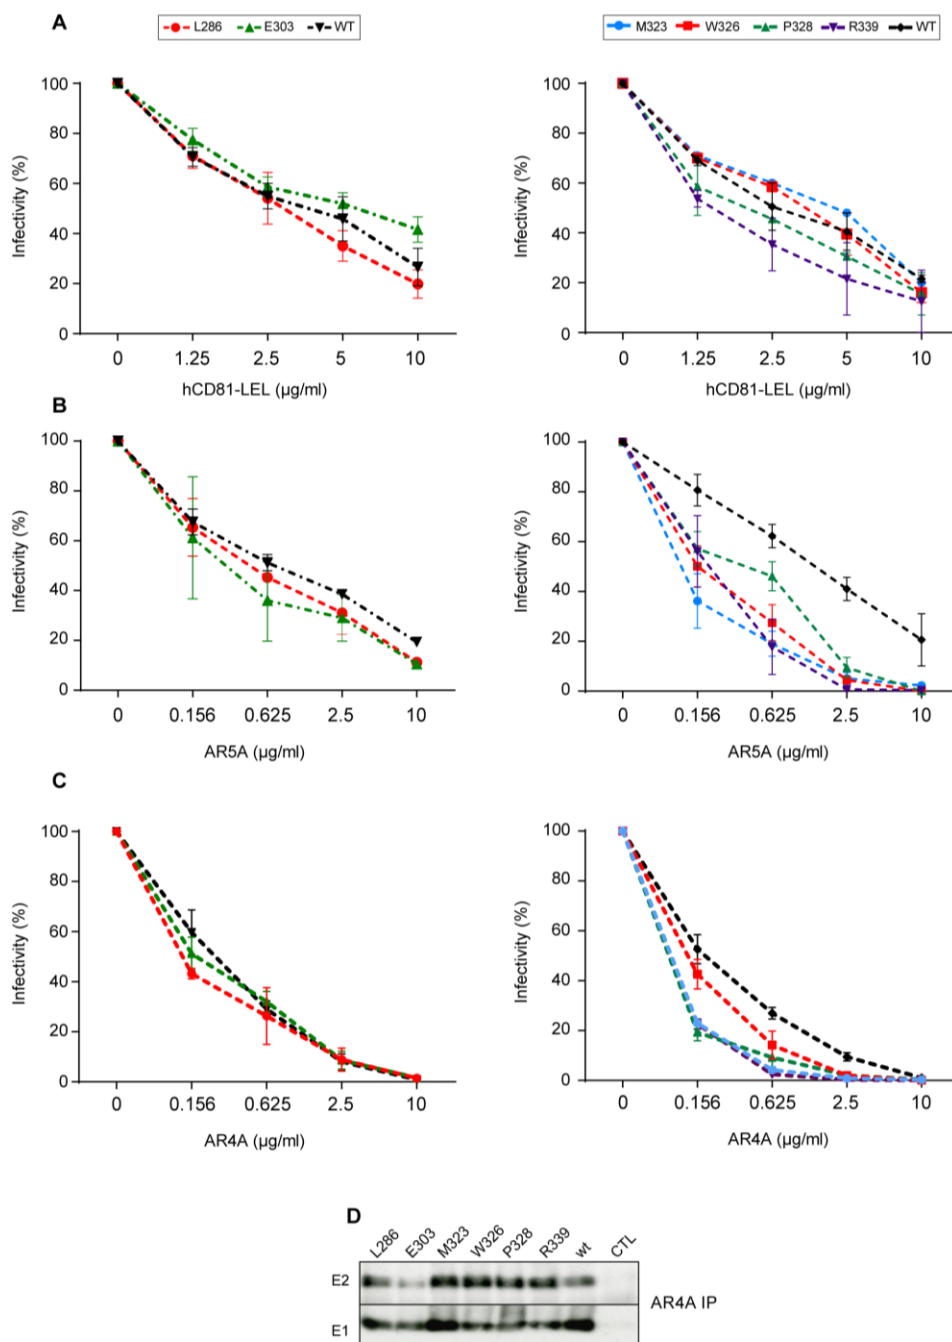 A
L286 E303 WT
M323 W326 P328 R339 WT
Infectivity (%)
100
80
60
40
20
0
0 1.25 2.5 5 10
hCD81-LEL (µg/ml)
Infectivity (%)
100
80
60
40
20
0
0 1.25 2.5 5 10
hCD81-LEL (µg/ml)
B
Infectivity (%)
100
80
60
40
20
0
0 0.156 0.625 2.5 10
AR5A (µg/ml)
Infectivity (%)
100
80
60
40
20
0
0 0.156 0.625 2.5 10
AR5A (µg/ml)
C
Infectivity (%)
100
80
60
40
20
0
0 0.156 0.625 2.5 10
AR4A (µg/ml)
Infectivity (%)
100
80
60
40
20
0
0 0.156 0.625 2.5 10
AR4A (µg/ml)
D
L286 E303 M323 W326 P328 R339 wt CTL
E2
E1
AR4A IP